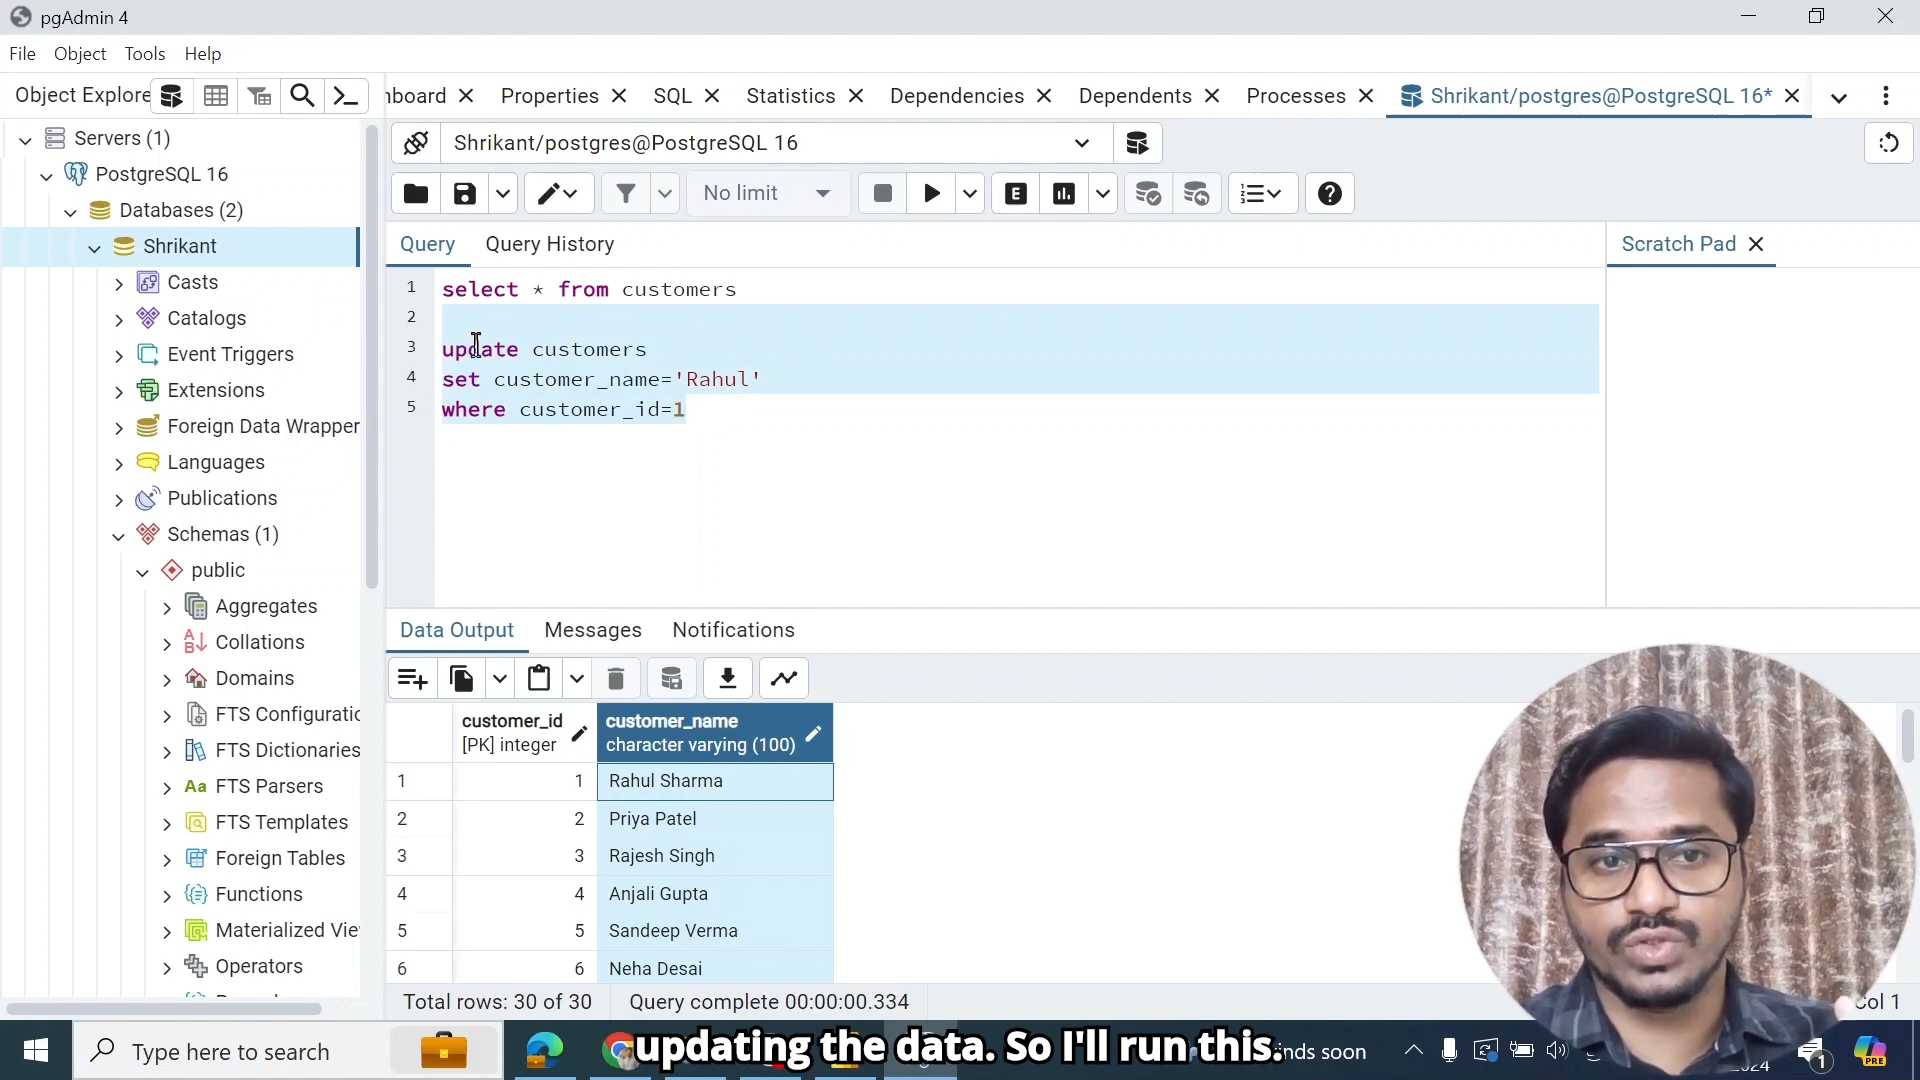 pgAdmin 4
File Object Tools Help
Object Explore
nboard Properties SQL Statistics Dependencies Dependents Processes Shrikant/postgres@PostgreSQL 16*
Servers (1)
PostgreSQL 16
Databases (2)
Shrikant
Casts
Catalogs
Event Triggers
Extensions
Foreign Data Wrapper
Languages
Publications
Schemas (1)
public
Aggregates
Collations
Domains
FTS Configuratic
FTS Dictionaries
FTS Parsers
FTS Templates
Foreign Tables
Functions
Materialized Vie
Operators
Shrikant/postgres@PostgreSQL 16
No limit
Query Query History
Scratch Pad
1 select * from customers
2
3 update customers
4 set customer_name='Rahul'
5 where customer_id=1
Data Output Messages Notifications
customer_id customer_name
[PK] integer character varying (100)
1 1 Rahul Sharma
2 2 Priya Patel
3 3 Rajesh Singh
4 4 Anjali Gupta
5 5 Sandeep Verma
6 6 Neha Desai
Total rows: 30 of 30 Query complete 00:00:00.334
Col 1
Type here to search
updating the data. So I'll run this.
soon
1
PRE